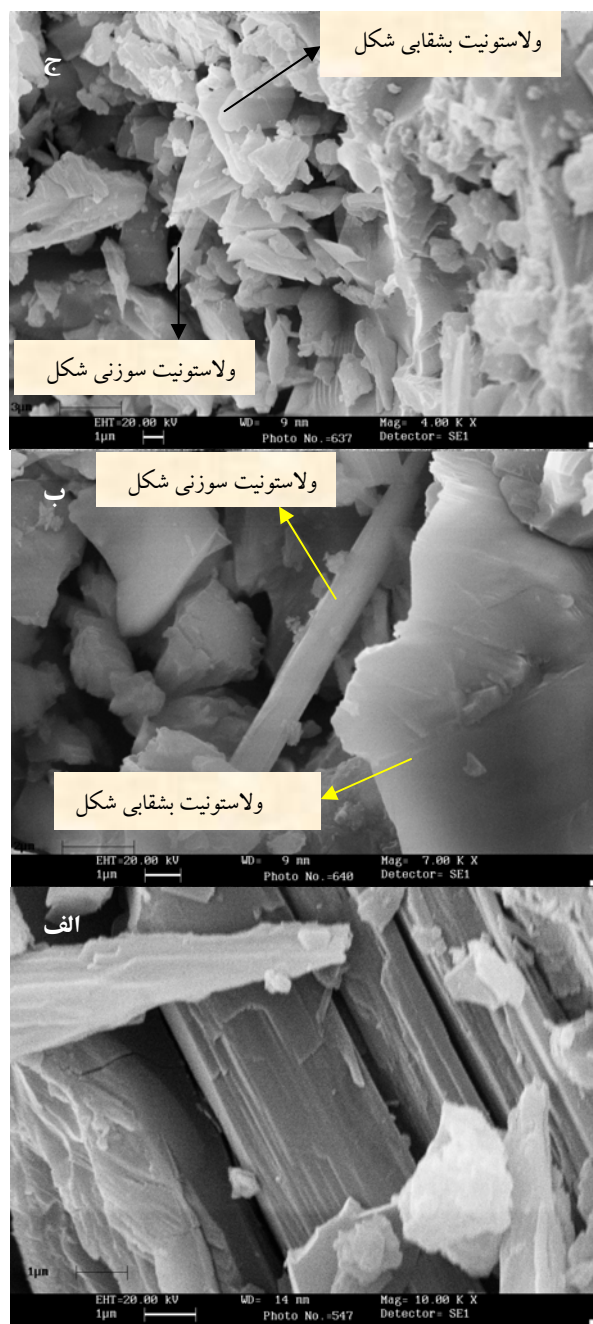 ولاستونیت بشقابی شکل
ج
ولاستونیت سوزنی شکل
3µm
EHT=20.00 kV WD= 9 mm Mag= 4.00 K X
1µm Photo No.=637 Detector= SE1
ولاستونیت سوزنی شکل
ب
ولاستونیت بشقابی شکل
2µm
EHT=20.00 kV WD= 9 mm Mag= 7.00 K X
1µm Photo No.=640 Detector= SE1
الف
1µm
EHT=20.00 kV WD= 14 mm Mag= 10.00 K X
1µm Photo No.=547 Detector= SE1